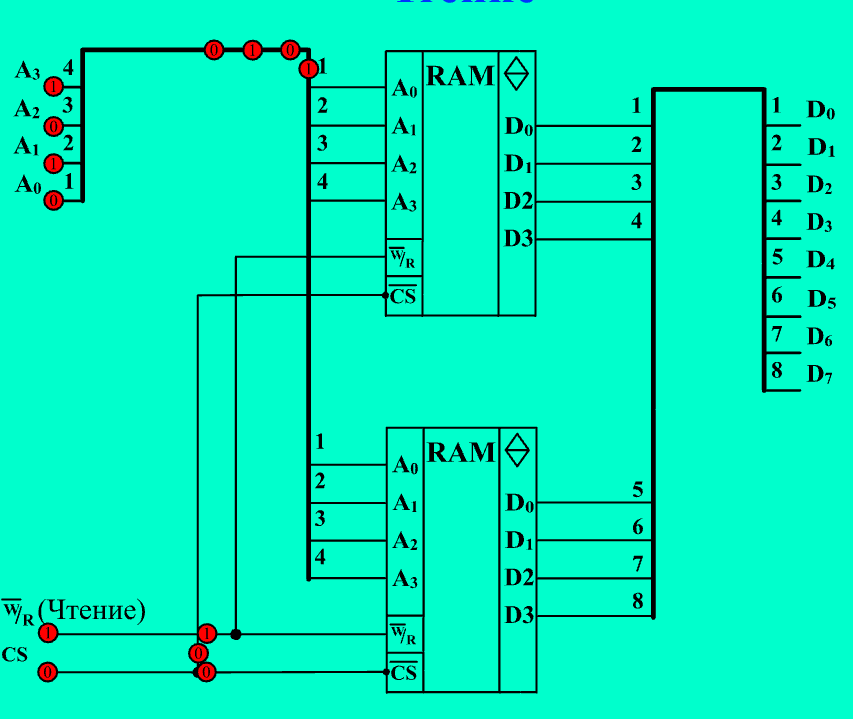 Чтение
A3 4
1
A2 3
0
A1 2
1
A0 1
0
0 1 0
1
1
2
3
4
RAM
A0
A1
A2
A3
W/R
CS
D0
D1
D2
D3
1
2
3
4
1 D0
2 D1
3 D2
4 D3
5 D4
6 D5
7 D6
8 D7
1
2
3
4
RAM
A0
A1
A2
A3
W/R
CS
D0
D1
D2
D3
5
6
7
8
W/R (Чтение)
1 1
0
CS
0 0